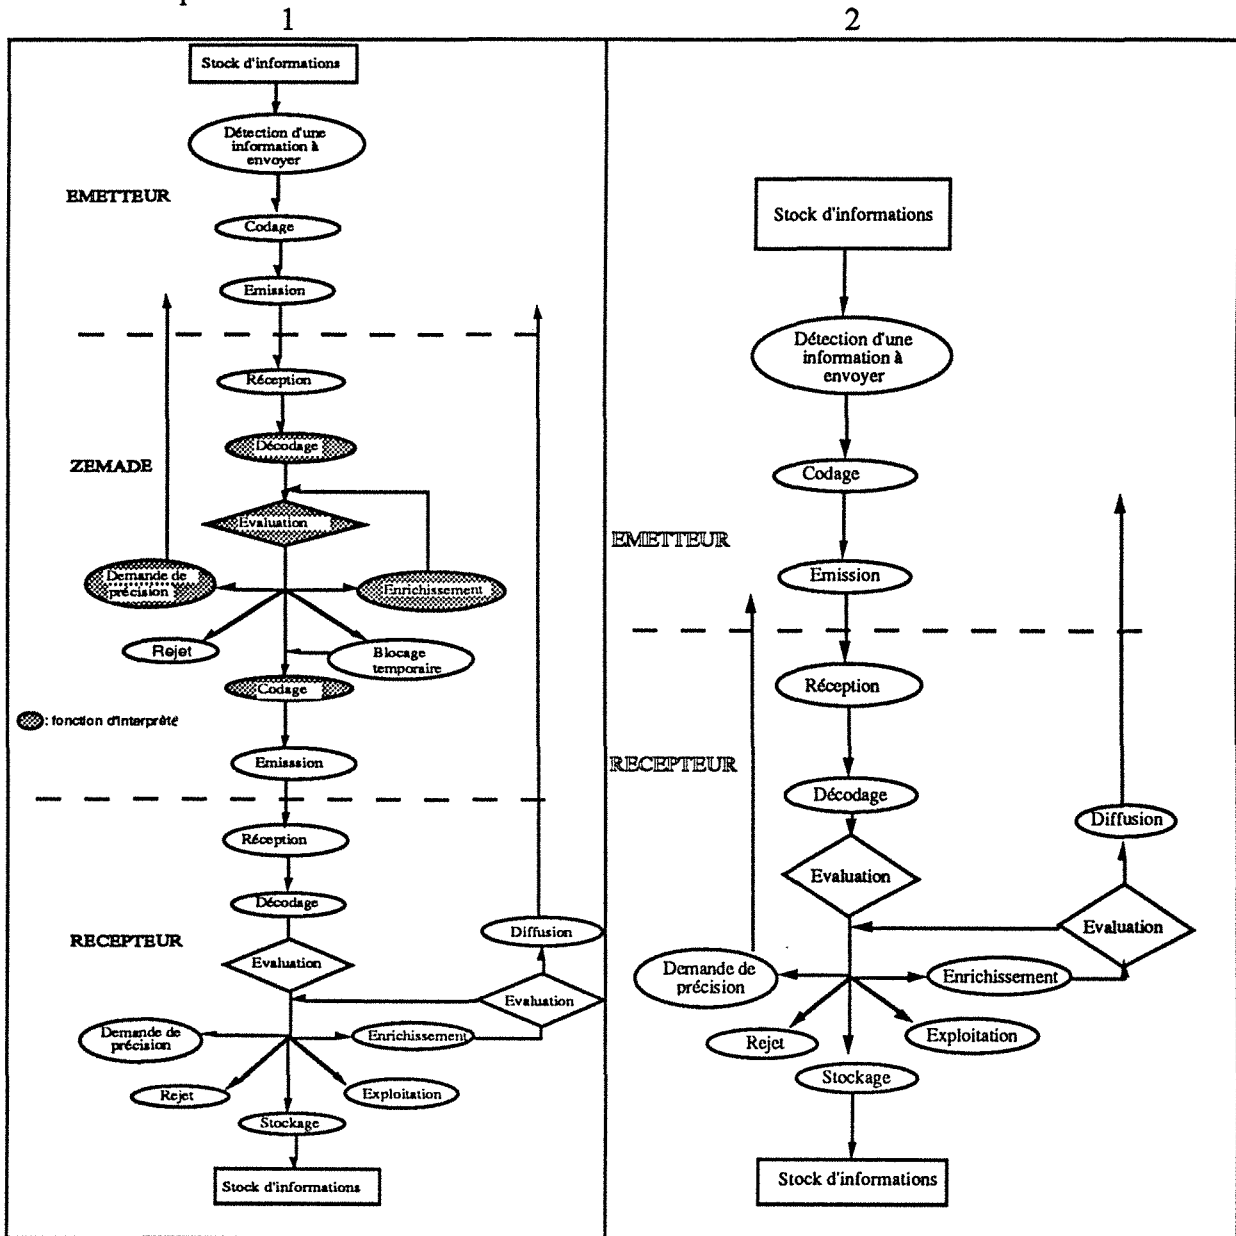 1
2
Stock d'informations
Détection d'une
information à
envoyer
EMETTEUR
Codage
Emission
Réception
Décodage
ZEMADE
Evaluation
Demande de
précision
Enrichissement
Rejet
Blocage
temporaire
Codage
: fonction d'interprète
Emisssion
Réception
Décodage
RECEPTEUR
Diffusion
Evaluation
Evaluation
Demande de
précision
Enrichissement
Rejet
Exploitation
Stockage
Stock d'informations
Stock d'informations
Détection d'une
information à
envoyer
Codage
EMETTEUR
Emission
Réception
RECEPTEUR
Décodage
Diffusion
Evaluation
Evaluation
Demande de
précision
Enrichissement
Rejet
Exploitation
Stockage
Stock d'informations